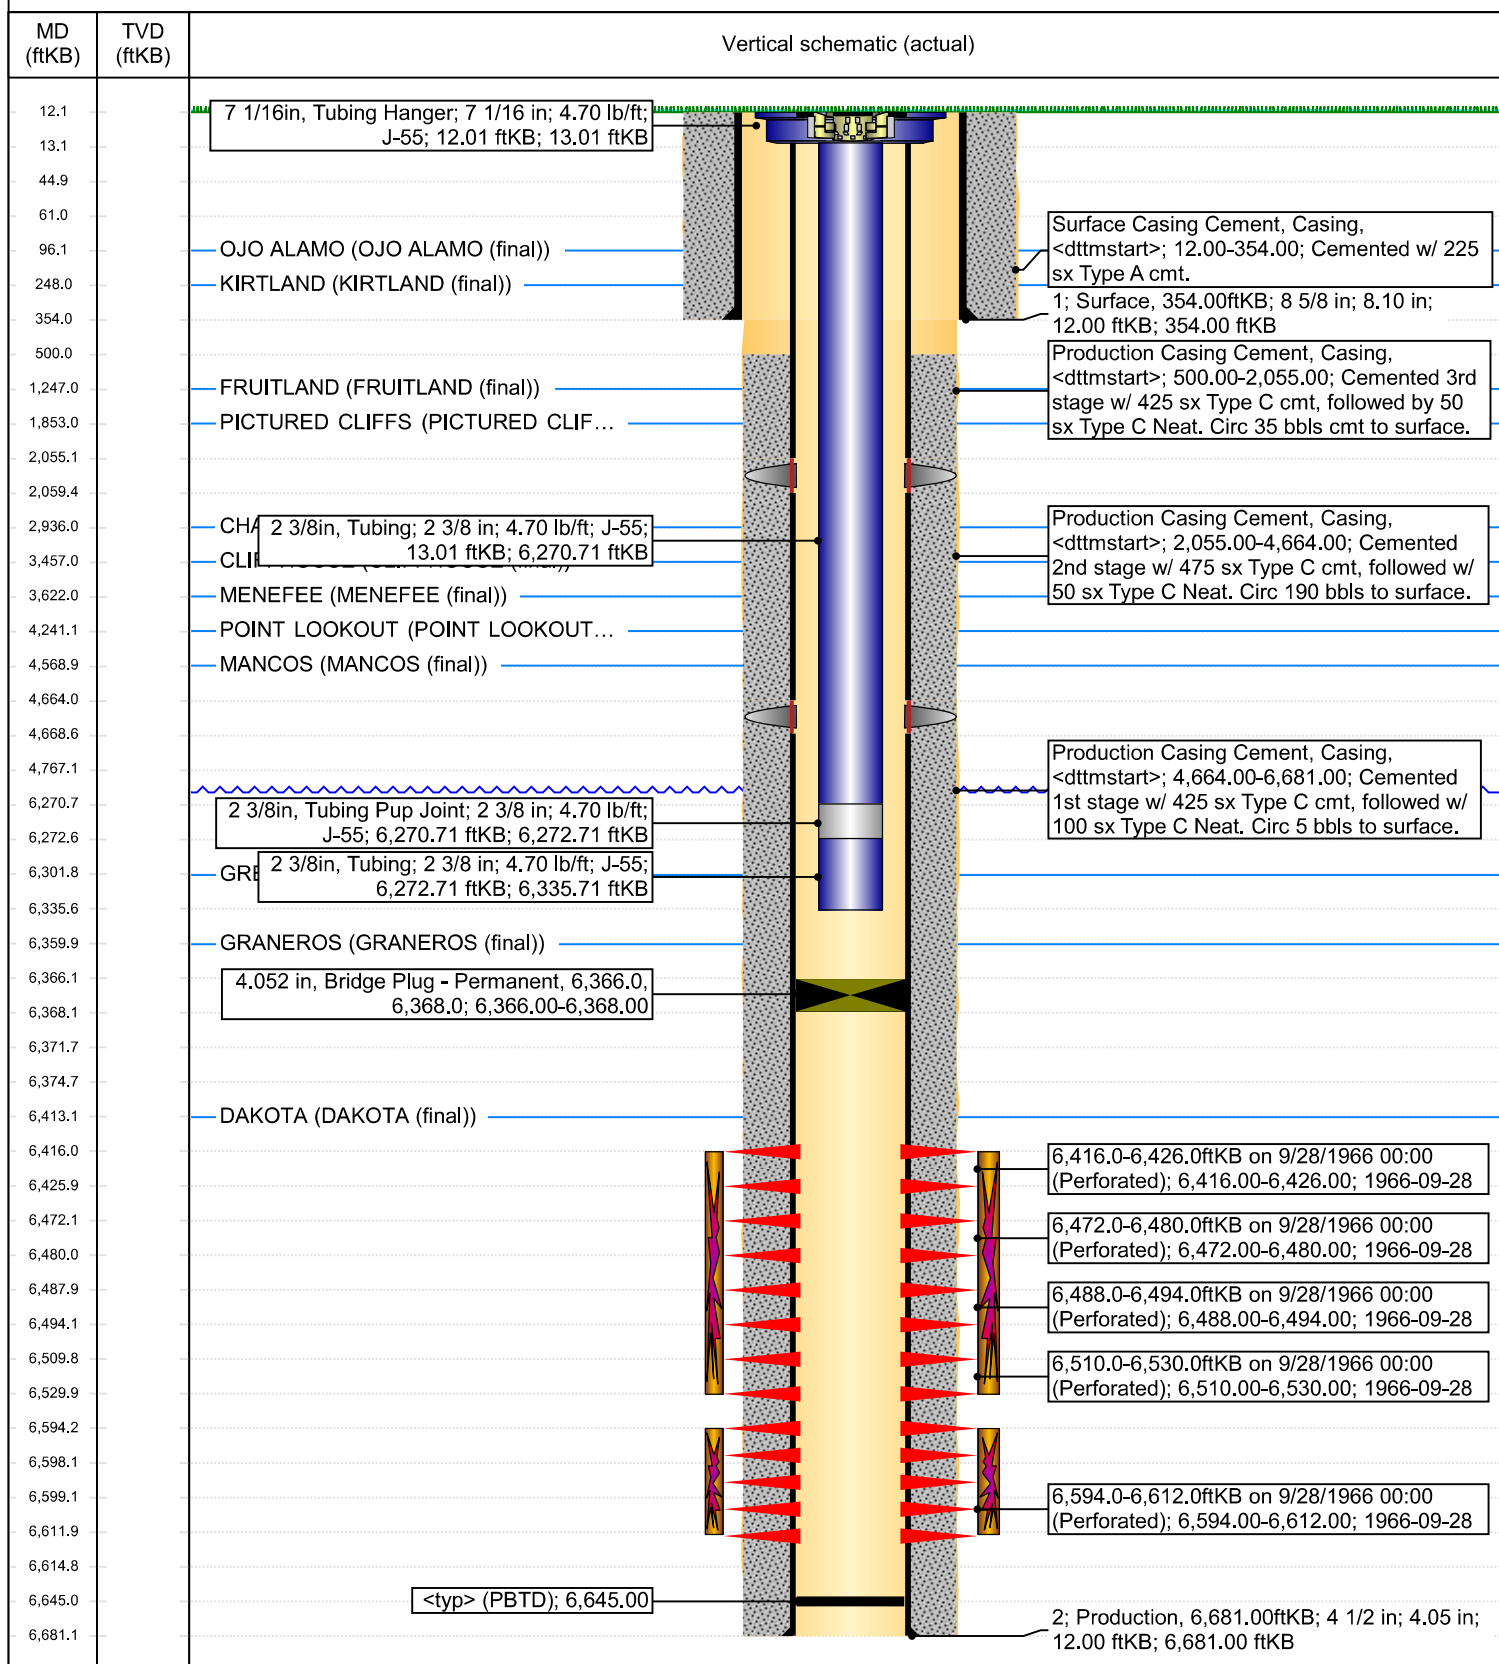 MD
(ftKB)
TVD
(ftKB)
Vertical schematic (actual)
12.1
13.1
44.9
61.0
96.1
248.0
354.0
500.0
1,247.0
1,853.0
2,055.1
2,059.4
2,936.0
3,457.0
3,622.0
4,241.1
4,568.9
4,664.0
4,668.6
4,767.1
6,270.7
6,272.6
6,301.8
6,335.6
6,359.9
6,366.1
6,368.1
6,371.7
6,374.7
6,413.1
6,416.0
6,425.9
6,472.1
6,480.0
6,487.9
6,494.1
6,509.8
6,529.9
6,594.2
6,598.1
6,599.1
6,611.9
6,614.8
6,645.0
6,681.1
7 1/16in, Tubing Hanger; 7 1/16 in; 4.70 lb/ft;
J-55; 12.01 ftKB; 13.01 ftKB
OJO ALAMO (OJO ALAMO (final))
KIRTLAND (KIRTLAND (final))
FRUITLAND (FRUITLAND (final))
PICTURED CLIFFS (PICTURED CLIF...
CHA
2 3/8in, Tubing; 2 3/8 in; 4.70 lb/ft; J-55;
13.01 ftKB; 6,270.71 ftKB
MENEFEE (MENEFEE (final))
POINT LOOKOUT (POINT LOOKOUT...
MANCOS (MANCOS (final))
2 3/8in, Tubing Pup Joint; 2 3/8 in; 4.70 lb/ft;
J-55; 6,270.71 ftKB; 6,272.71 ftKB
GRE
2 3/8in, Tubing; 2 3/8 in; 4.70 lb/ft; J-55;
6,272.71 ftKB; 6,335.71 ftKB
GRANEROS (GRANEROS (final))
4.052 in, Bridge Plug - Permanent, 6,366.0,
6,368.0; 6,366.00-6,368.00
DAKOTA (DAKOTA (final))
<typ> (PBTD); 6,645.00
Surface Casing Cement, Casing,
<dttmstart>; 12.00-354.00; Cemented w/ 225
sx Type A cmt.
1; Surface, 354.00ftKB; 8 5/8 in; 8.10 in;
12.00 ftKB; 354.00 ftKB
Production Casing Cement, Casing,
<dttmstart>; 500.00-2,055.00; Cemented 3rd
stage w/ 425 sx Type C cmt, followed by 50
sx Type C Neat. Circ 35 bbls cmt to surface.
Production Casing Cement, Casing,
<dttmstart>; 2,055.00-4,664.00; Cemented
2nd stage w/ 475 sx Type C cmt, followed w/
50 sx Type C Neat. Circ 190 bbls to surface.
Production Casing Cement, Casing,
<dttmstart>; 4,664.00-6,681.00; Cemented
1st stage w/ 425 sx Type C cmt, followed w/
100 sx Type C Neat. Circ 5 bbls to surface.
6,416.0-6,426.0ftKB on 9/28/1966 00:00
(Perforated); 6,416.00-6,426.00; 1966-09-28
6,472.0-6,480.0ftKB on 9/28/1966 00:00
(Perforated); 6,472.00-6,480.00; 1966-09-28
6,488.0-6,494.0ftKB on 9/28/1966 00:00
(Perforated); 6,488.00-6,494.00; 1966-09-28
6,510.0-6,530.0ftKB on 9/28/1966 00:00
(Perforated); 6,510.00-6,530.00; 1966-09-28
6,594.0-6,612.0ftKB on 9/28/1966 00:00
(Perforated); 6,594.00-6,612.00; 1966-09-28
2; Production, 6,681.00ftKB; 4 1/2 in; 4.05 in;
12.00 ftKB; 6,681.00 ftKB